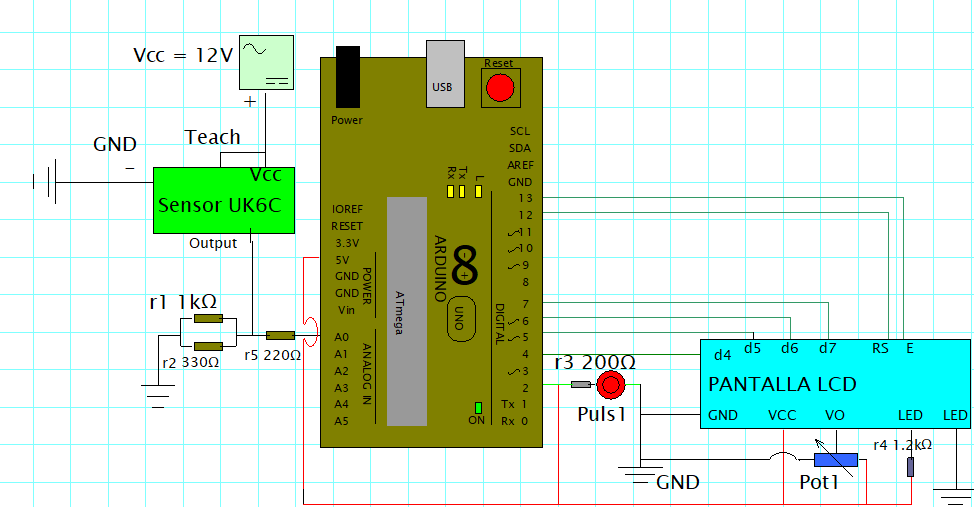 Vcc = 12V
+
Teach
GND
−
Vcc
Sensor UK6C
Output
r1 1kΩ
r2 330Ω
r5 220Ω
Power
USB
Reset
SCL
SDA
AREF
GND
13
12
11
10
9
8
7
6
5
4
3
2
Tx 1
Rx 0
Rx
Tx
L
IOREF
RESET
3.3V
5V
GND
GND
Vin
A0
A1
A2
A3
A4
A5
POWER
ANALOG IN
ATmega
ARDUINO
- +
UNO
DIGITAL
ON
r3 200Ω
Puls1
GND
d4
d5
d6
d7
RS
E
PANTALLA LCD
GND
VCC
VO
LED
LED
r4 1.2kΩ
Pot1